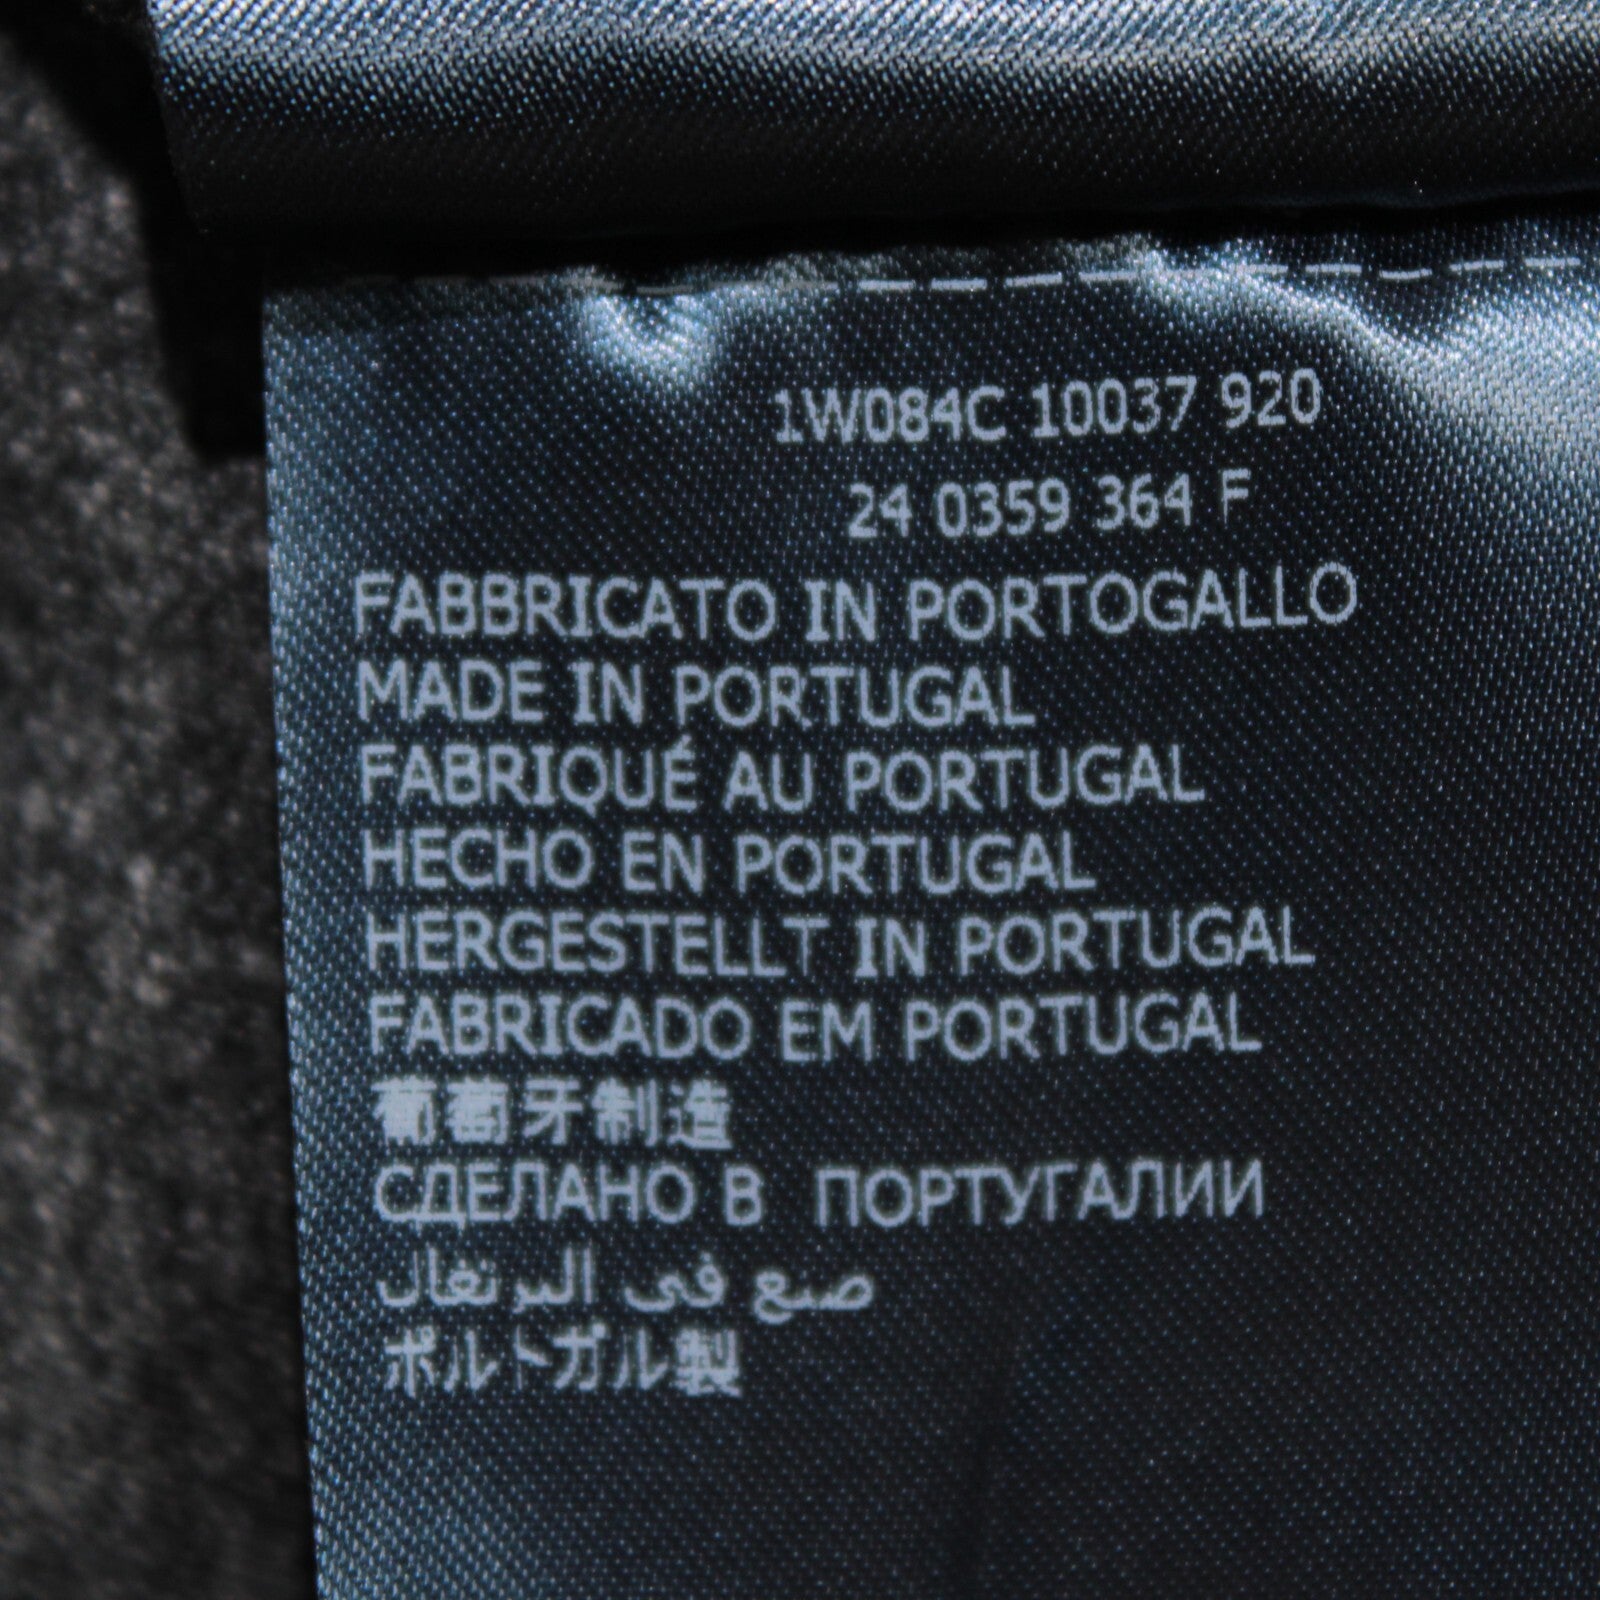 1W084C 10037 920
24 0359 364 F
FABBRICATO IN PORTOGALLO
MADE IN PORTUGAL
FABRIQUÉ AU PORTUGAL
HECHO EN PORTUGAL
HERGESTELLT IN PORTUGAL
FABRICADO EM PORTUGAL
葡萄牙制造
СДЕЛАНО В ПОРТУГАЛИИ
صنع في البرتغال
ポルトガル製